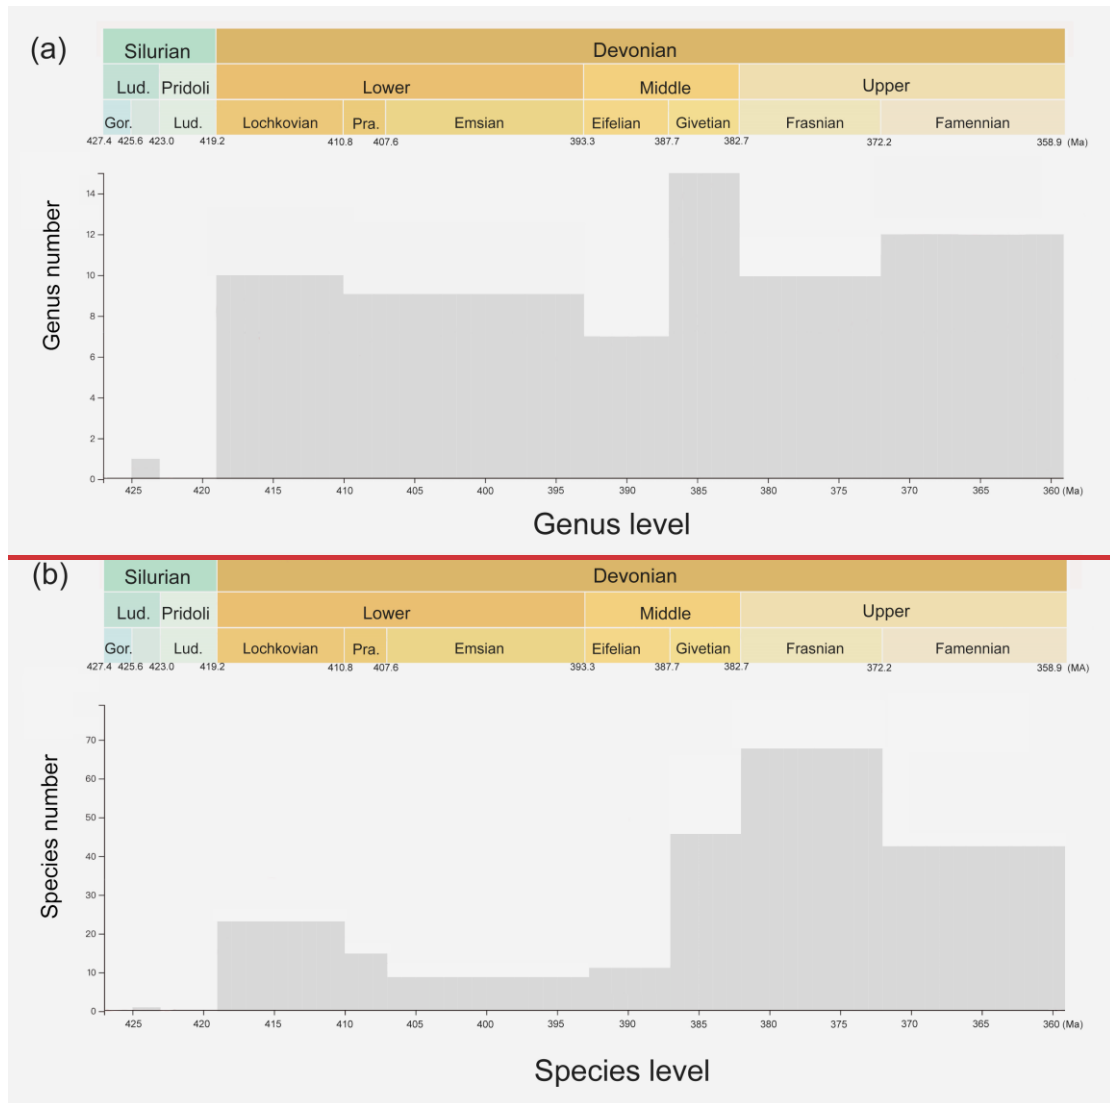 (a)
Silurian Devonian
Lud. Pridoli Lower Middle Upper
Gor. Lud. Lochkovian Pra. Emsian Eifelian Givetian Frasnian Famennian
427.4 425.6 423.0 419.2 410.8 407.6 393.3 387.7 382.7 372.2 358.9 (Ma)
Genus number
14
12
10
8
6
4
2
0
425 420 415 410 405 400 395 390 385 380 375 370 365 360 (Ma)
Genus level
(b)
Silurian Devonian
Lud. Pridoli Lower Middle Upper
Gor. Lud. Lochkovian Pra. Emsian Eifelian Givetian Frasnian Famennian
427.4 425.6 423.0 419.2 410.8 407.6 393.3 387.7 382.7 372.2 358.9 (MA)
Species number
70
60
50
40
30
20
10
0
425 420 415 410 405 400 395 390 385 380 375 370 365 360 (Ma)
Species level